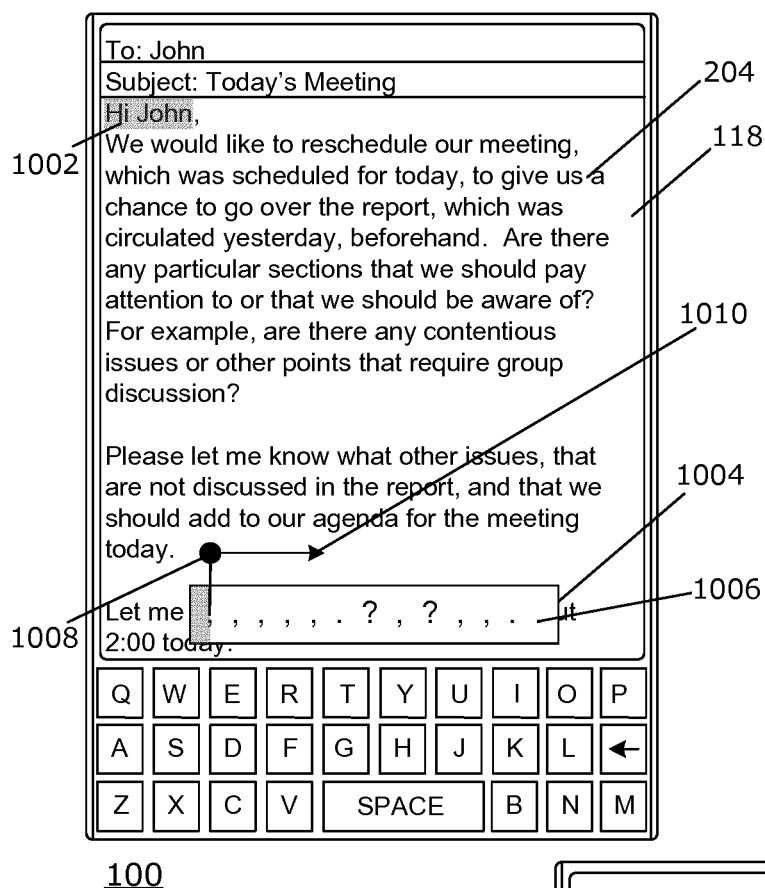 To: John
Subject: Today's Meeting
Hi John,
We would like to reschedule our meeting,
which was scheduled for today, to give us a
chance to go over the report, which was
circulated yesterday, beforehand. Are there
any particular sections that we should pay
attention to or that we should be aware of?
For example, are there any contentious
issues or other points that require group
discussion?
Please let me know what other issues, that
are not discussed in the report, and that we
should add to our agenda for the meeting
today.
Let me , , , , , . ? , ? , , . ut
2:00 today.
Q W E R T Y U I O P
A S D F G H J K L ←
Z X C V SPACE B N M
204
118
1002
1010
1004
1006
1008
100